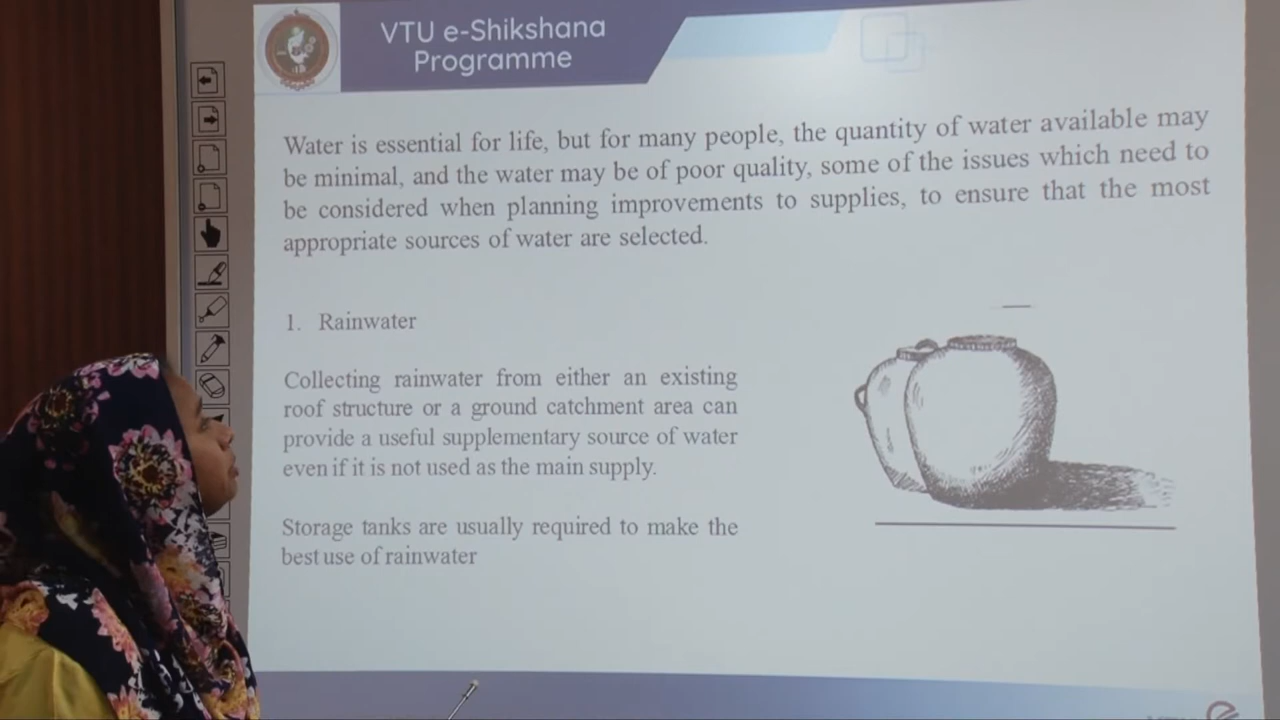 VTU e-Shikshana
Programme
Water is essential for life, but for many people, the quantity of water available may
be minimal, and the water may be of poor quality, some of the issues which need to
be considered when planning improvements to supplies, to ensure that the most
appropriate sources of water are selected.
1. Rainwater
Collecting rainwater from either an existing
roof structure or a ground catchment area can
provide a useful supplementary source of water
even if it is not used as the main supply.
Storage tanks are usually required to make the
best use of rainwater